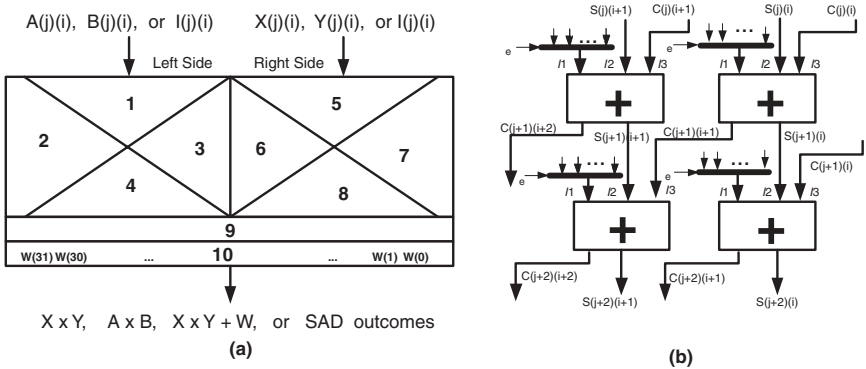 A(j)(i), B(j)(i), or I(j)(i)
X(j)(i), Y(j)(i), or I(j)(i)
Left Side
Right Side
1
2
3
4
5
6
7
8
9
W(31) W(30) ... 10 ... W(1) W(0)
X x Y, A x B, X x Y + W, or SAD outcomes
(a)
S(j)(i+1)
C(j)(i+1)
S(j)(i)
C(j)(i)
...
...
e
e
I1 I2 I3
I1 I2 I3
+
+
C(j+1)(i+2)
S(j+1)(i+1)
C(j+1)(i+1)
S(j+1)(i)
C(j+1)(i)
...
...
e
e
I1 I2 I3
I1 I2 I3
+
+
C(j+2)(i+2)
C(j+2)(i+1)
S(j+2)(i+1)
S(j+2)(i)
(b)